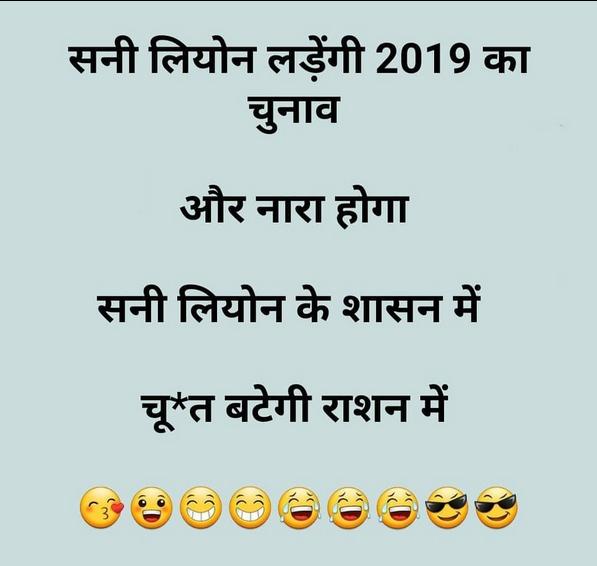 सनी लियोन लड़ेंगी 2019 का
चुनाव
और नारा होगा
सनी लियोन के शासन में
चू*त बटेगी राशन में
😘😃😁😁😂😂😂😎😎